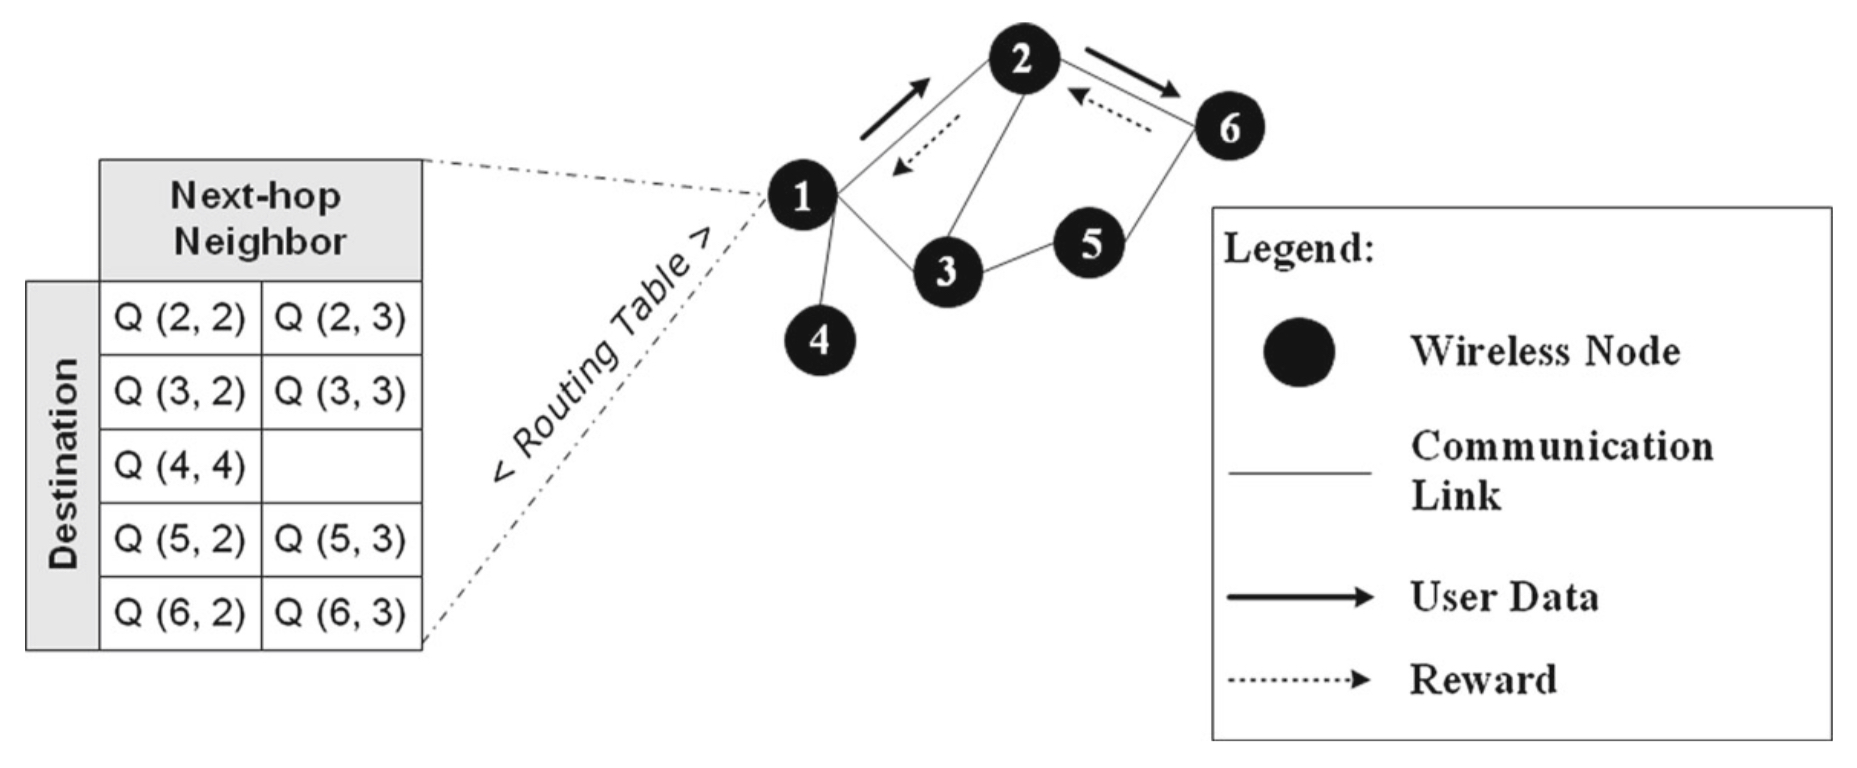 Next-hop
Neighbor
Destination
Q (2, 2) Q (2, 3)
Q (3, 2) Q (3, 3)
Q (4, 4)
Q (5, 2) Q (5, 3)
Q (6, 2) Q (6, 3)
< Routing Table >
1
2
3
4
5
6
Legend:
Wireless Node
Communication
Link
User Data
Reward